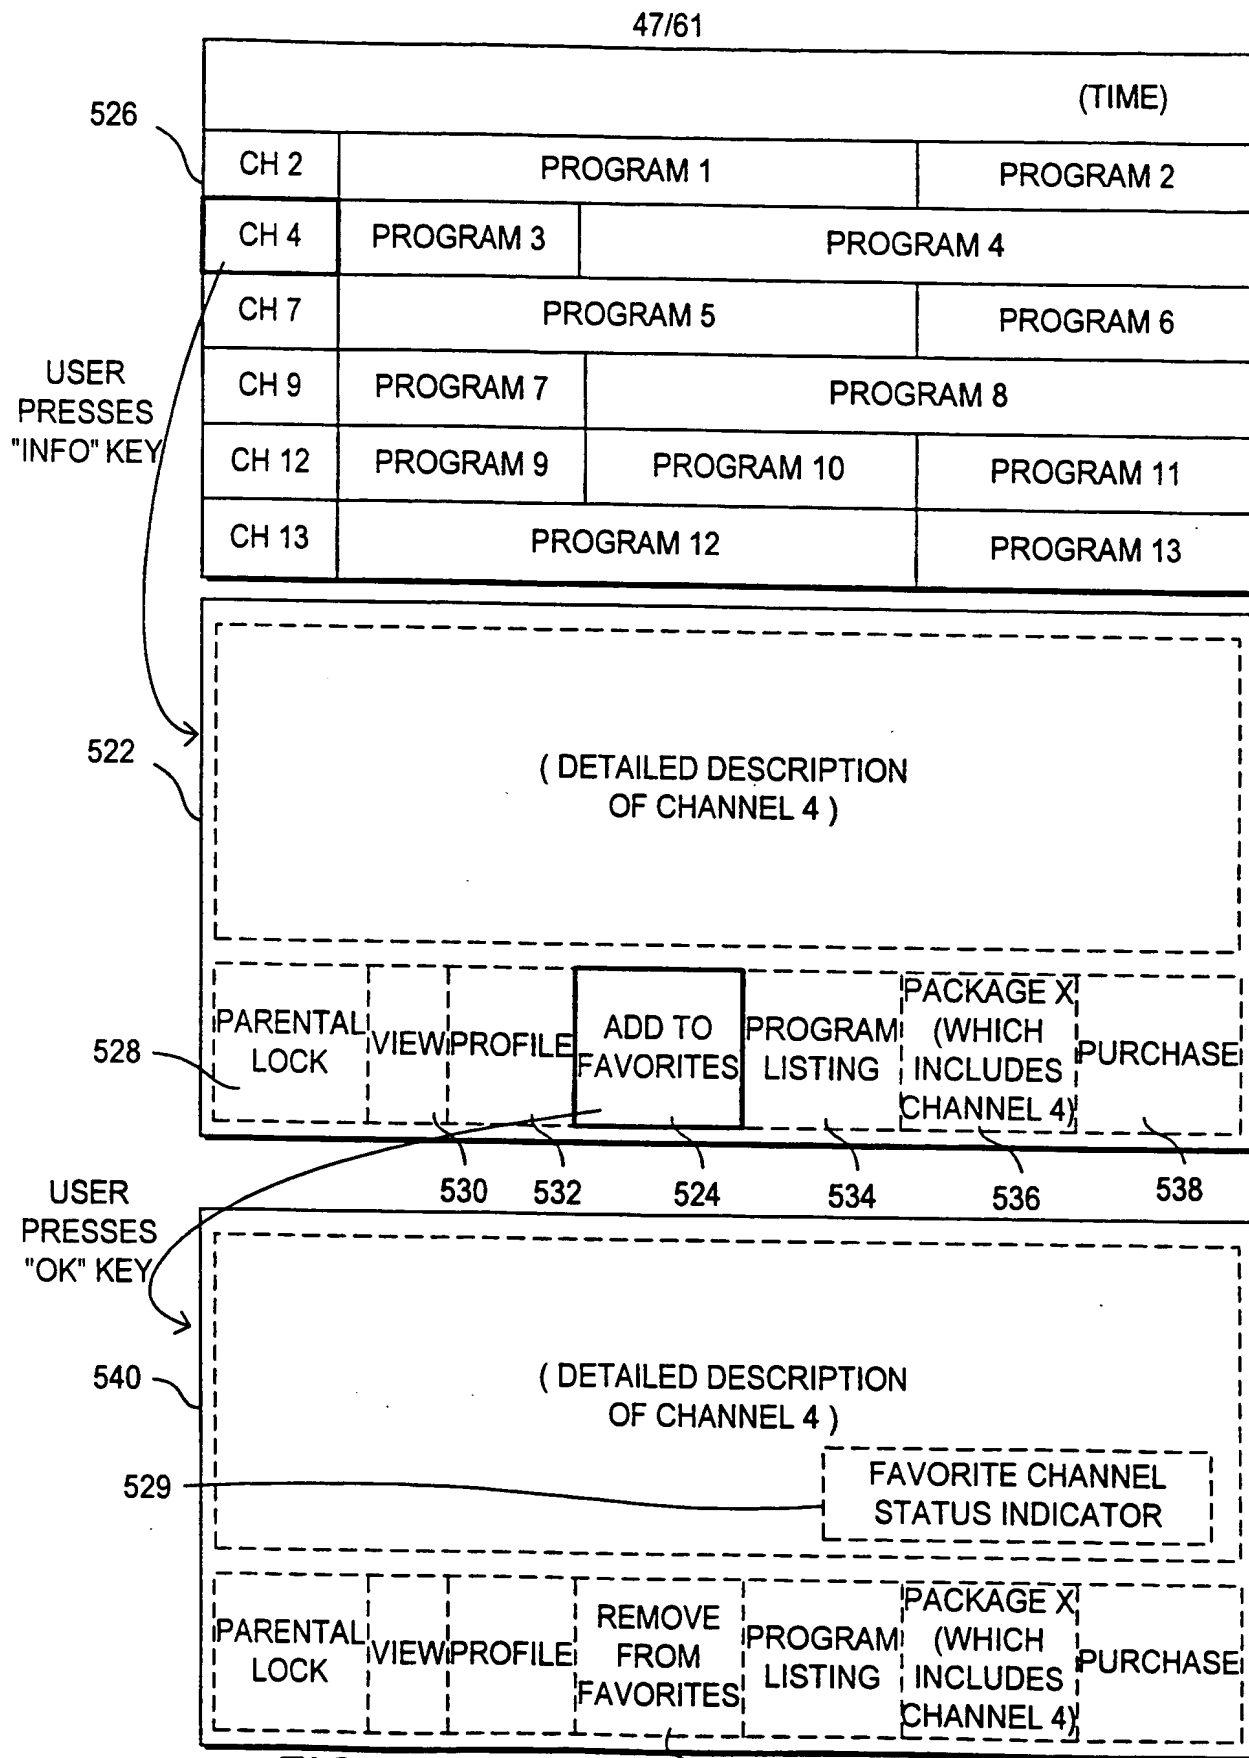 47/61
(TIME)
526
CH 2 PROGRAM 1 PROGRAM 2
CH 4 PROGRAM 3 PROGRAM 4
CH 7 PROGRAM 5 PROGRAM 6
CH 9 PROGRAM 7 PROGRAM 8
CH 12 PROGRAM 9 PROGRAM 10 PROGRAM 11
CH 13 PROGRAM 12 PROGRAM 13
USER
PRESSES
"INFO" KEY
522
( DETAILED DESCRIPTION
OF CHANNEL 4 )
528
PARENTAL
LOCK
VIEW
PROFILE
ADD TO
FAVORITES
PROGRAM
LISTING
PACKAGE X
(WHICH
INCLUDES
CHANNEL 4)
PURCHASE
530 532 524 534 536 538
USER
PRESSES
"OK" KEY
540
( DETAILED DESCRIPTION
OF CHANNEL 4 )
529
FAVORITE CHANNEL
STATUS INDICATOR
PARENTAL
LOCK
VIEW
PROFILE
REMOVE
FROM
FAVORITES
PROGRAM
LISTING
PACKAGE X
(WHICH
INCLUDES
CHANNEL 4)
PURCHASE